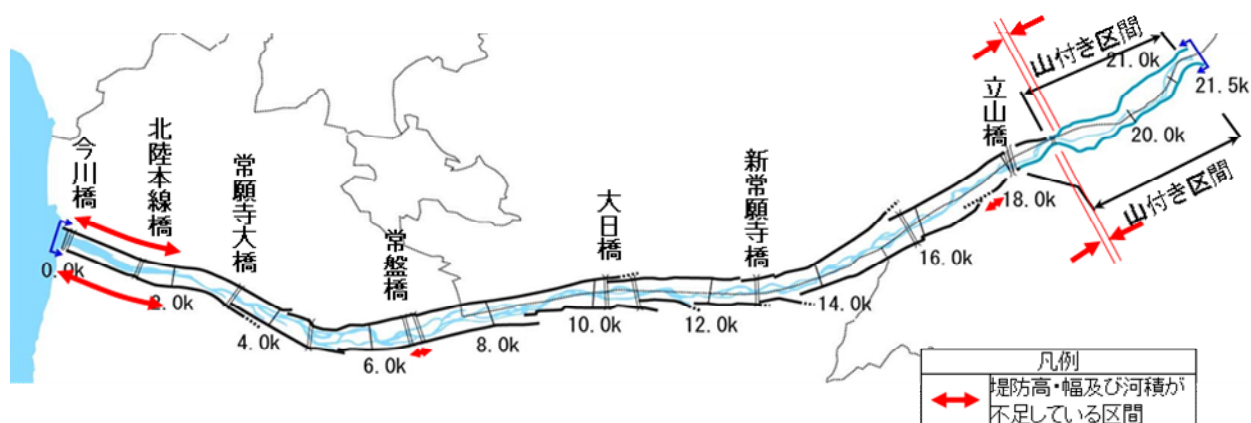 今川橋
北陸本線橋
常願寺大橋
常盤橋
大日橋
新常願寺橋
立山橋
山付き区間
山付き区間
0.0k
2.0k
4.0k
6.0k
8.0k
10.0k
12.0k
14.0k
16.0k
18.0k
20.0k
21.0k
21.5k
凡例
堤防高・幅及び河積が
不足している区間